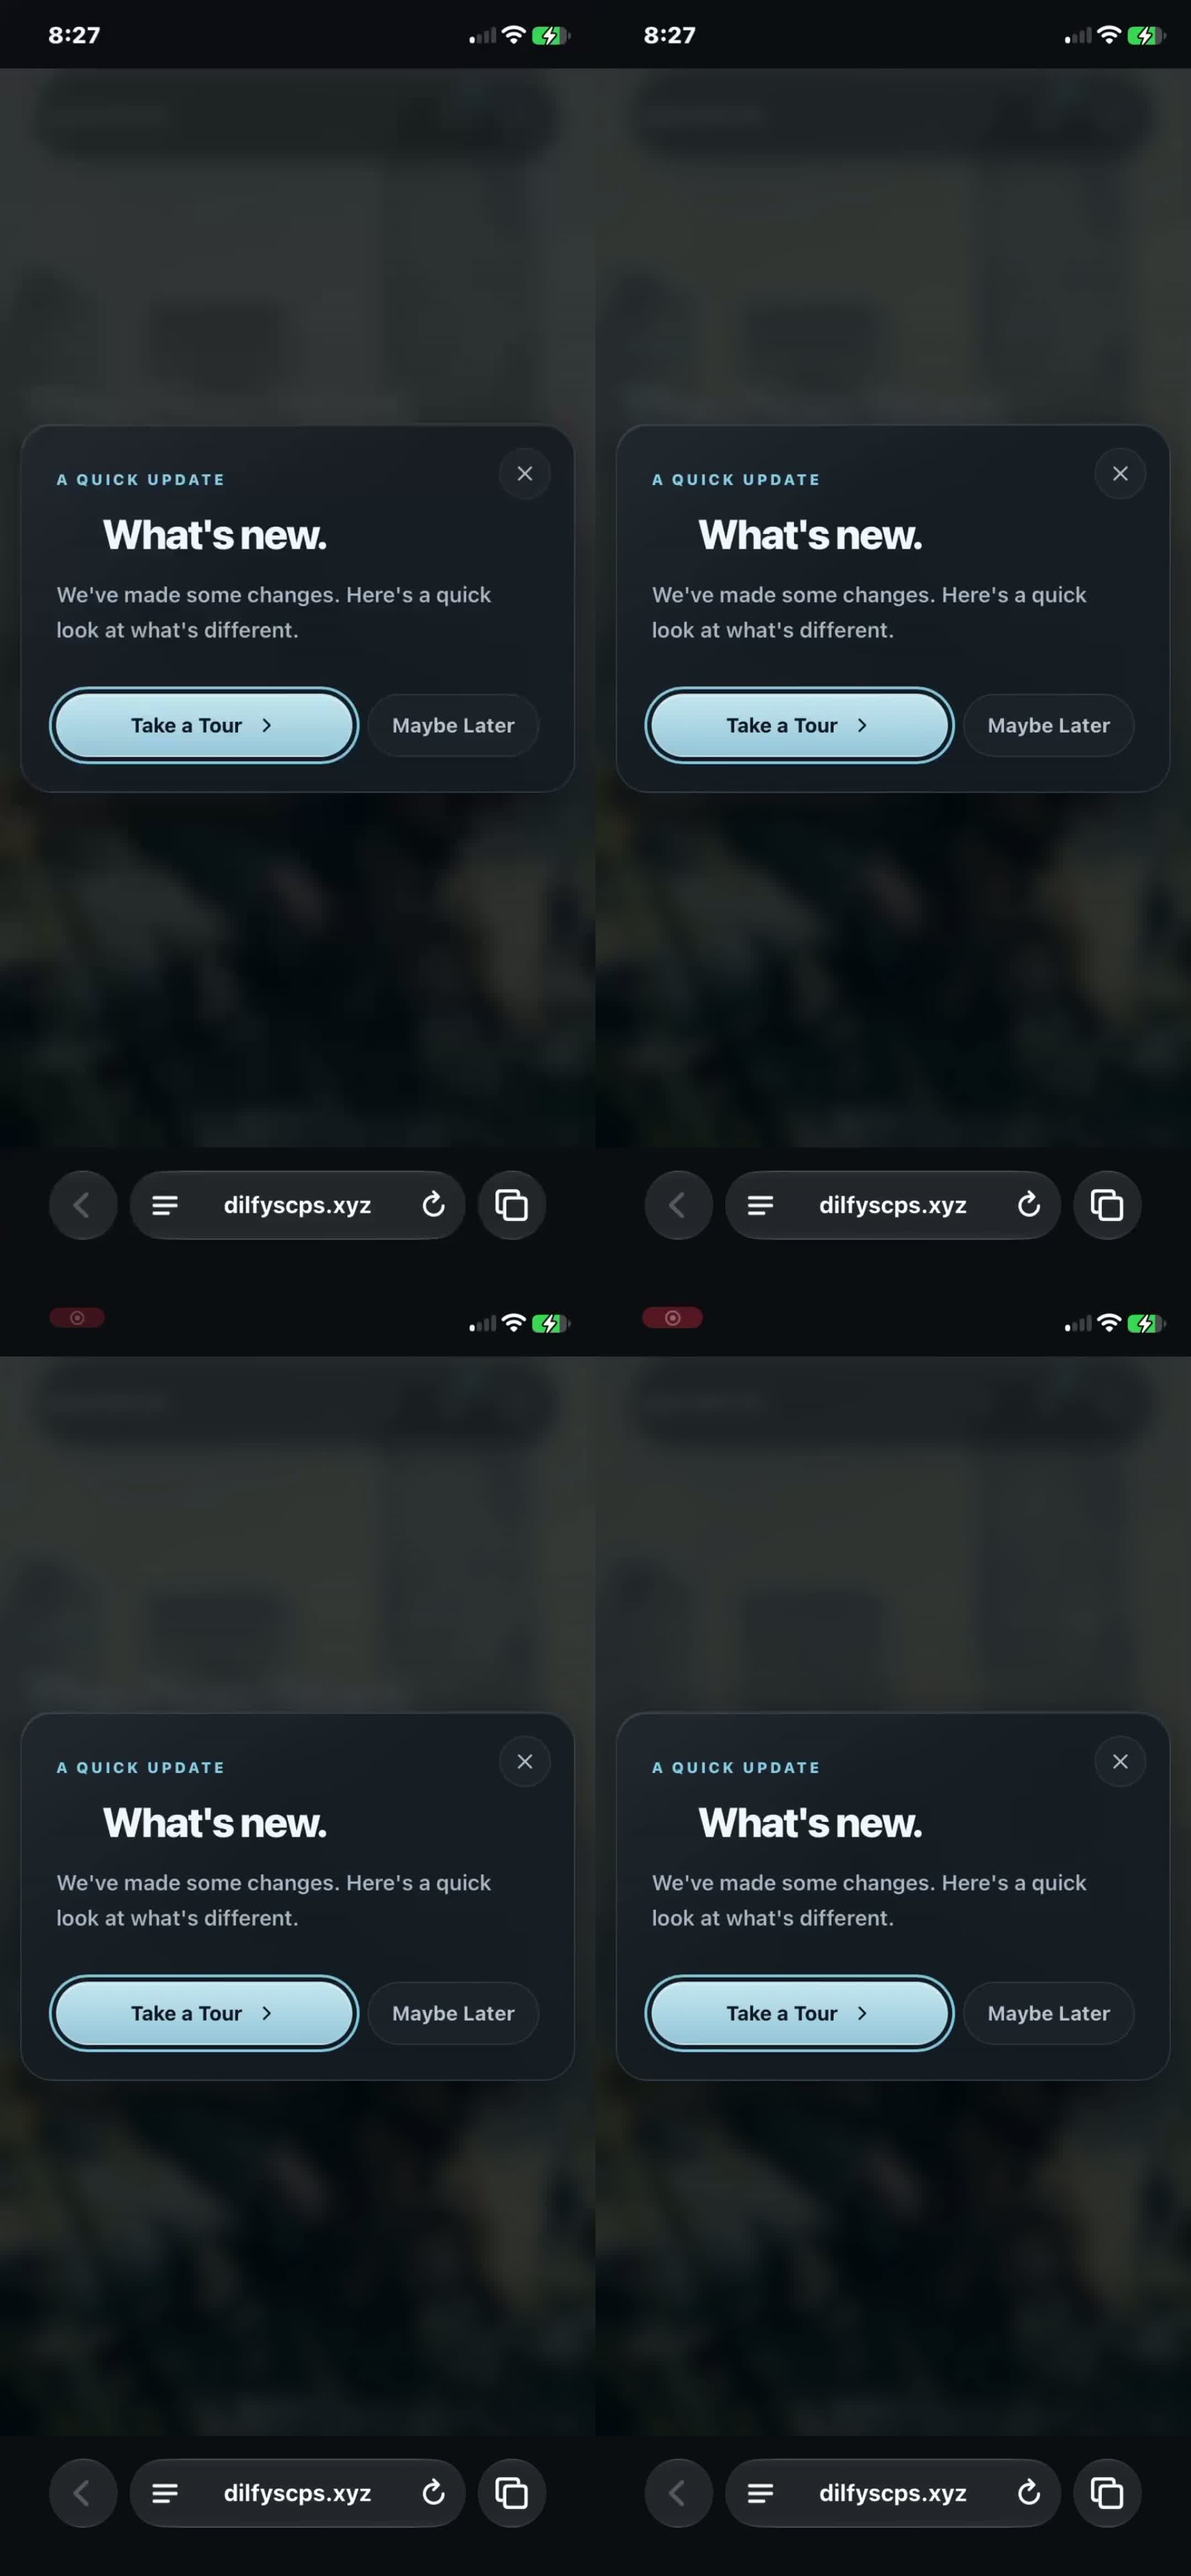 8:27
A QUICK UPDATE
What's new.
We've made some changes. Here's a quick
look at what's different.
Take a Tour
Maybe Later
dilfyscps.xyz
8:27
A QUICK UPDATE
What's new.
We've made some changes. Here's a quick
look at what's different.
Take a Tour
Maybe Later
dilfyscps.xyz
A QUICK UPDATE
What's new.
We've made some changes. Here's a quick
look at what's different.
Take a Tour
Maybe Later
dilfyscps.xyz
A QUICK UPDATE
What's new.
We've made some changes. Here's a quick
look at what's different.
Take a Tour
Maybe Later
dilfyscps.xyz